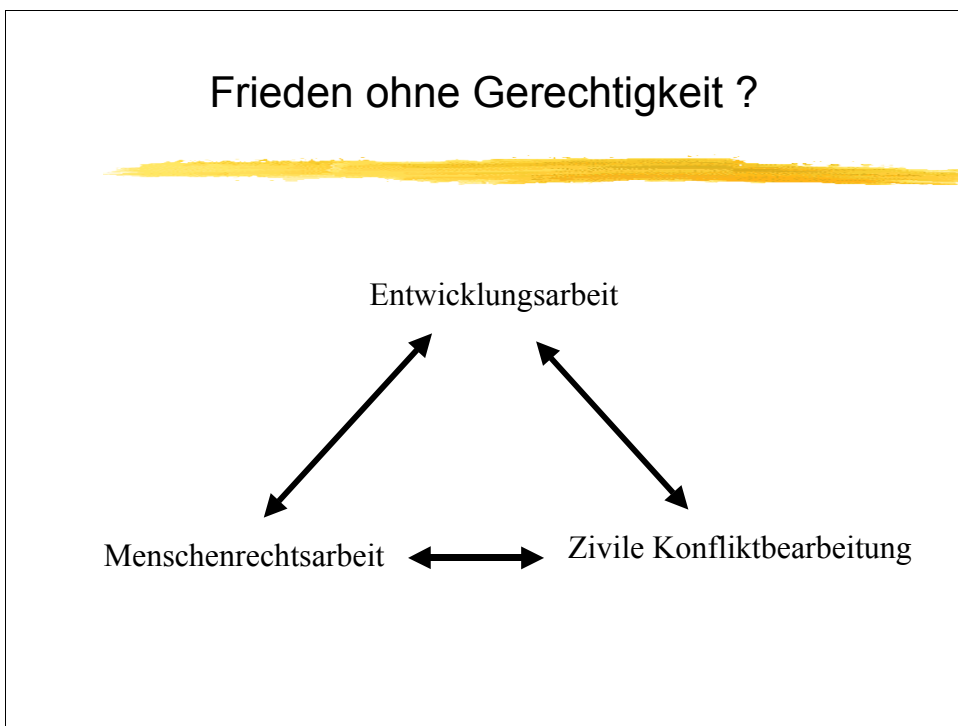 Frieden ohne Gerechtigkeit ?
Entwicklungsarbeit
Menschenrechtsarbeit
Zivile Konfliktbearbeitung